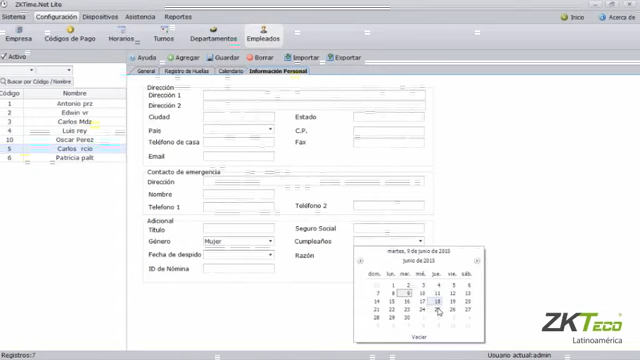 ZKTime.Net Lite
Sistema Configuración Dispositivos Asistencia Reportes Inicio Acerca de
Empresa Códigos de Pago Horarios Turnos Departamentos Empleados
Activo
Ayuda Agregar Guardar Borrar Importar Exportar
General Registro de Huellas Calendario Información Personal
Buscar por Código / Nombre
Código Nombre
1 Antonio prz
2 Edwin vr
3 Carlos Mdz
4 Luis rey
10 Oscar Perez
5 Carlos rcio
6 Patricia palt
Dirección
Dirección 1
Dirección 2
Ciudad Estado
País C.P.
Teléfono de casa Fax
Email
Contacto de emergencia
Dirección
Nombre
Telefono 1 Teléfono 2
Adicional
Título Seguro Social
Género Mujer Cumpleaños
Fecha de despido Razón
ID de Nómina
martes, 9 de junio de 2015
junio de 2015
dom. lun. mar. mié. jue. vie. sáb.
1 2 3 4 5 6
7 8 9 10 11 12 13
14 15 16 17 18 19 20
21 22 23 24 25 26 27
28 29 30
Vaciar
ZKTeco
Latinoamérica
Registros:7 Usuario actual:admin